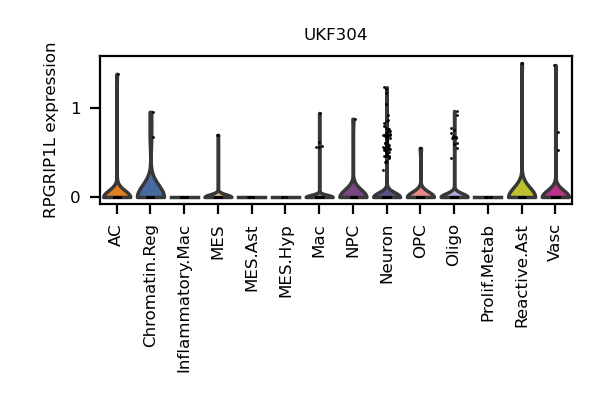 UKF304
RPGRIP1L expression
1
0
AC
Chromatin.Reg
Inflammatory.Mac
MES
MES.Ast
MES.Hyp
Mac
NPC
Neuron
OPC
Oligo
Prolif.Metab
Reactive.Ast
Vasc